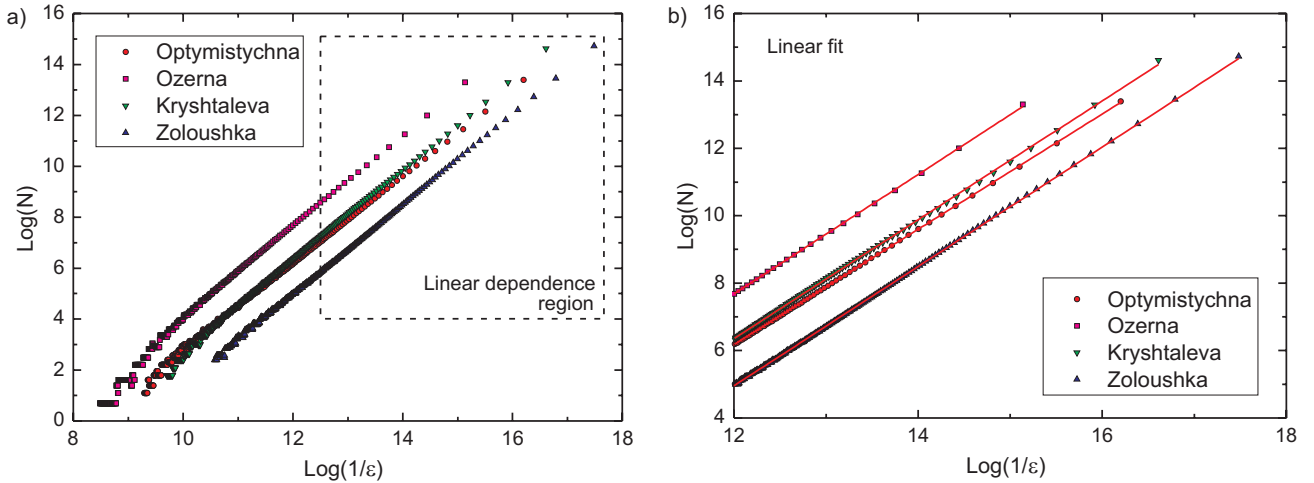 a)
Log(N)
16
14
12
10
8
6
4
2
0
Optymistychna
Ozerna
Kryshtaleva
Zoloushka
Linear dependence
region
8 10 12 14 16 18
Log(1/ε)
b)
Log(N)
16
14
12
10
8
6
4
Linear fit
Optymistychna
Ozerna
Kryshtaleva
Zoloushka
12 14 16 18
Log(1/ε)